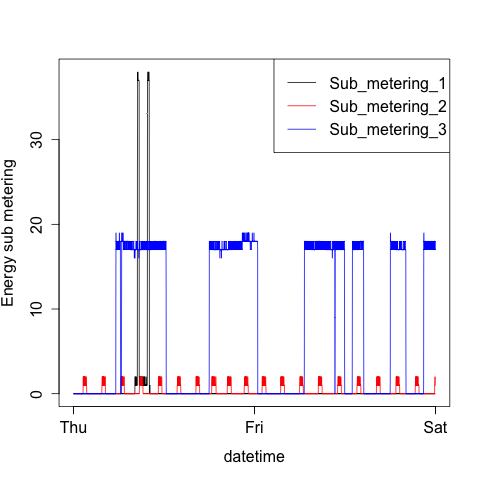 Sub_metering_1
Sub_metering_2
Sub_metering_3
Energy sub metering
30
20
10
0
Thu Fri Sat
datetime